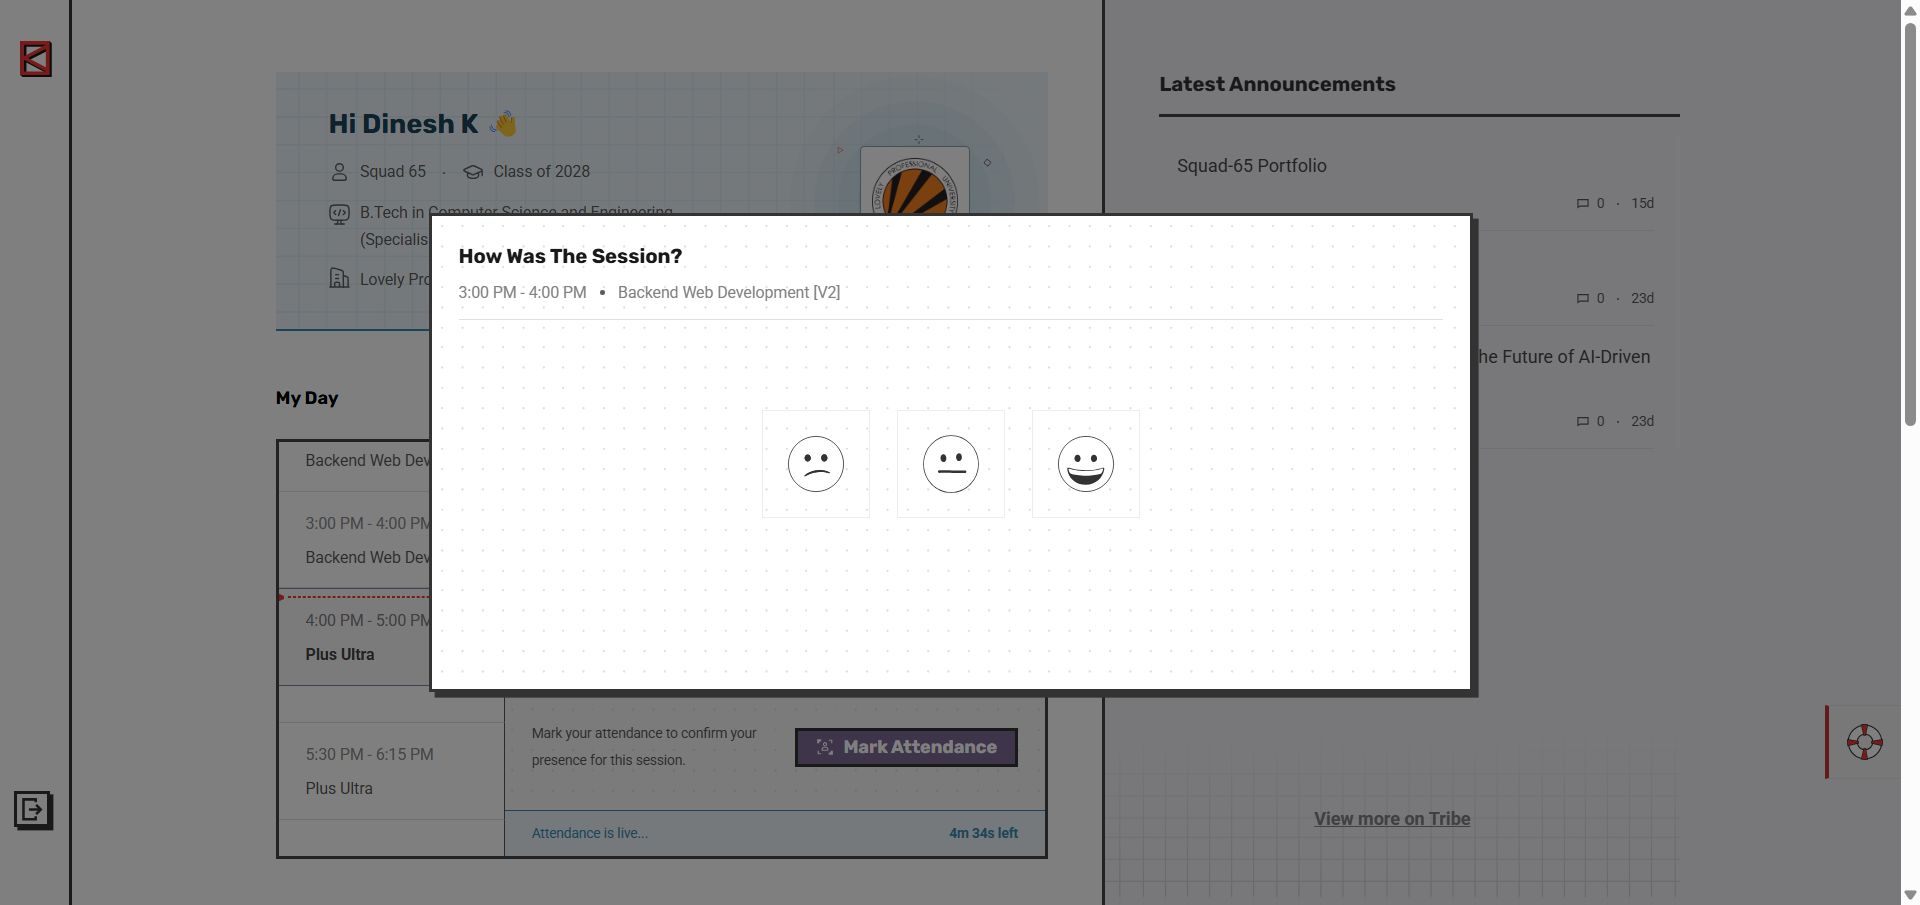 Hi Dinesh K
Squad 65 · Class of 2028
B.Tech in Computer Science and Engineering
(Specialis
Lovely Pro
LOVELY PROFESSIONAL UNIVERSITY
Latest Announcements
Squad-65 Portfolio
0 · 15d
0 · 23d
he Future of AI-Driven
0 · 23d
How Was The Session?
3:00 PM - 4:00 PM • Backend Web Development [V2]
My Day
Backend Web Dev
3:00 PM - 4:00 PM
Backend Web Dev
4:00 PM - 5:00 PM
Plus Ultra
5:30 PM - 6:15 PM
Plus Ultra
Mark your attendance to confirm your
presence for this session.
Mark Attendance
Attendance is live...
4m 34s left
View more on Tribe